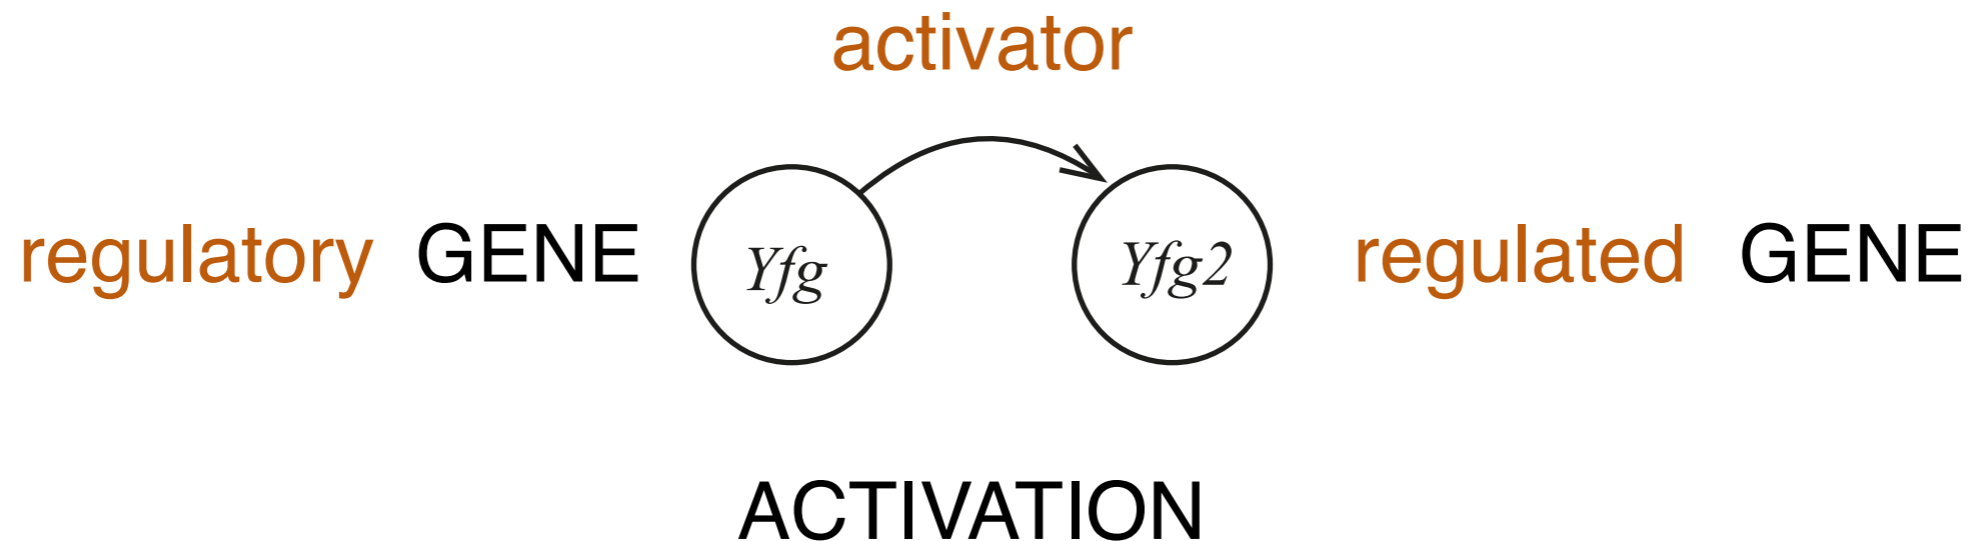 activator
regulatory GENE Yfg Yfg2 regulated GENE
ACTIVATION